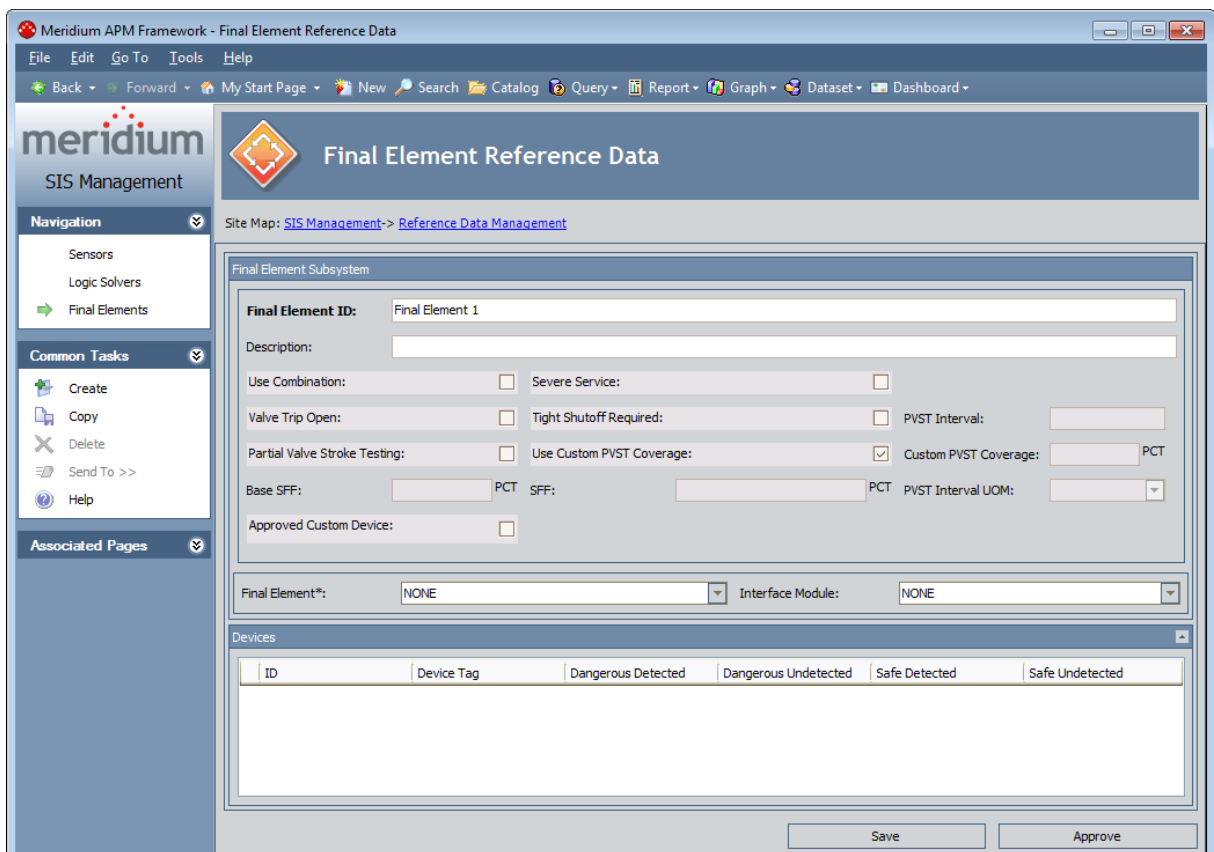 Meridium APM Framework - Final Element Reference Data
File Edit Go To Tools Help
Back Forward My Start Page New Search Catalog Query Report Graph Dataset Dashboard
meridium
SIS Management
Final Element Reference Data
Navigation
Sensors
Logic Solvers
Final Elements
Common Tasks
Create
Copy
Delete
Send To >>
Help
Associated Pages
Site Map: SIS Management-> Reference Data Management
Final Element Subsystem
Final Element ID: Final Element 1
Description:
Use Combination: Severe Service:
Valve Trip Open: Tight Shutoff Required: PVST Interval:
Partial Valve Stroke Testing: Use Custom PVST Coverage: Custom PVST Coverage: PCT
Base SFF: PCT SFF: PCT PVST Interval UOM:
Approved Custom Device:
Final Element*: NONE Interface Module: NONE
Devices
ID Device Tag Dangerous Detected Dangerous Undetected Safe Detected Safe Undetected
Save Approve